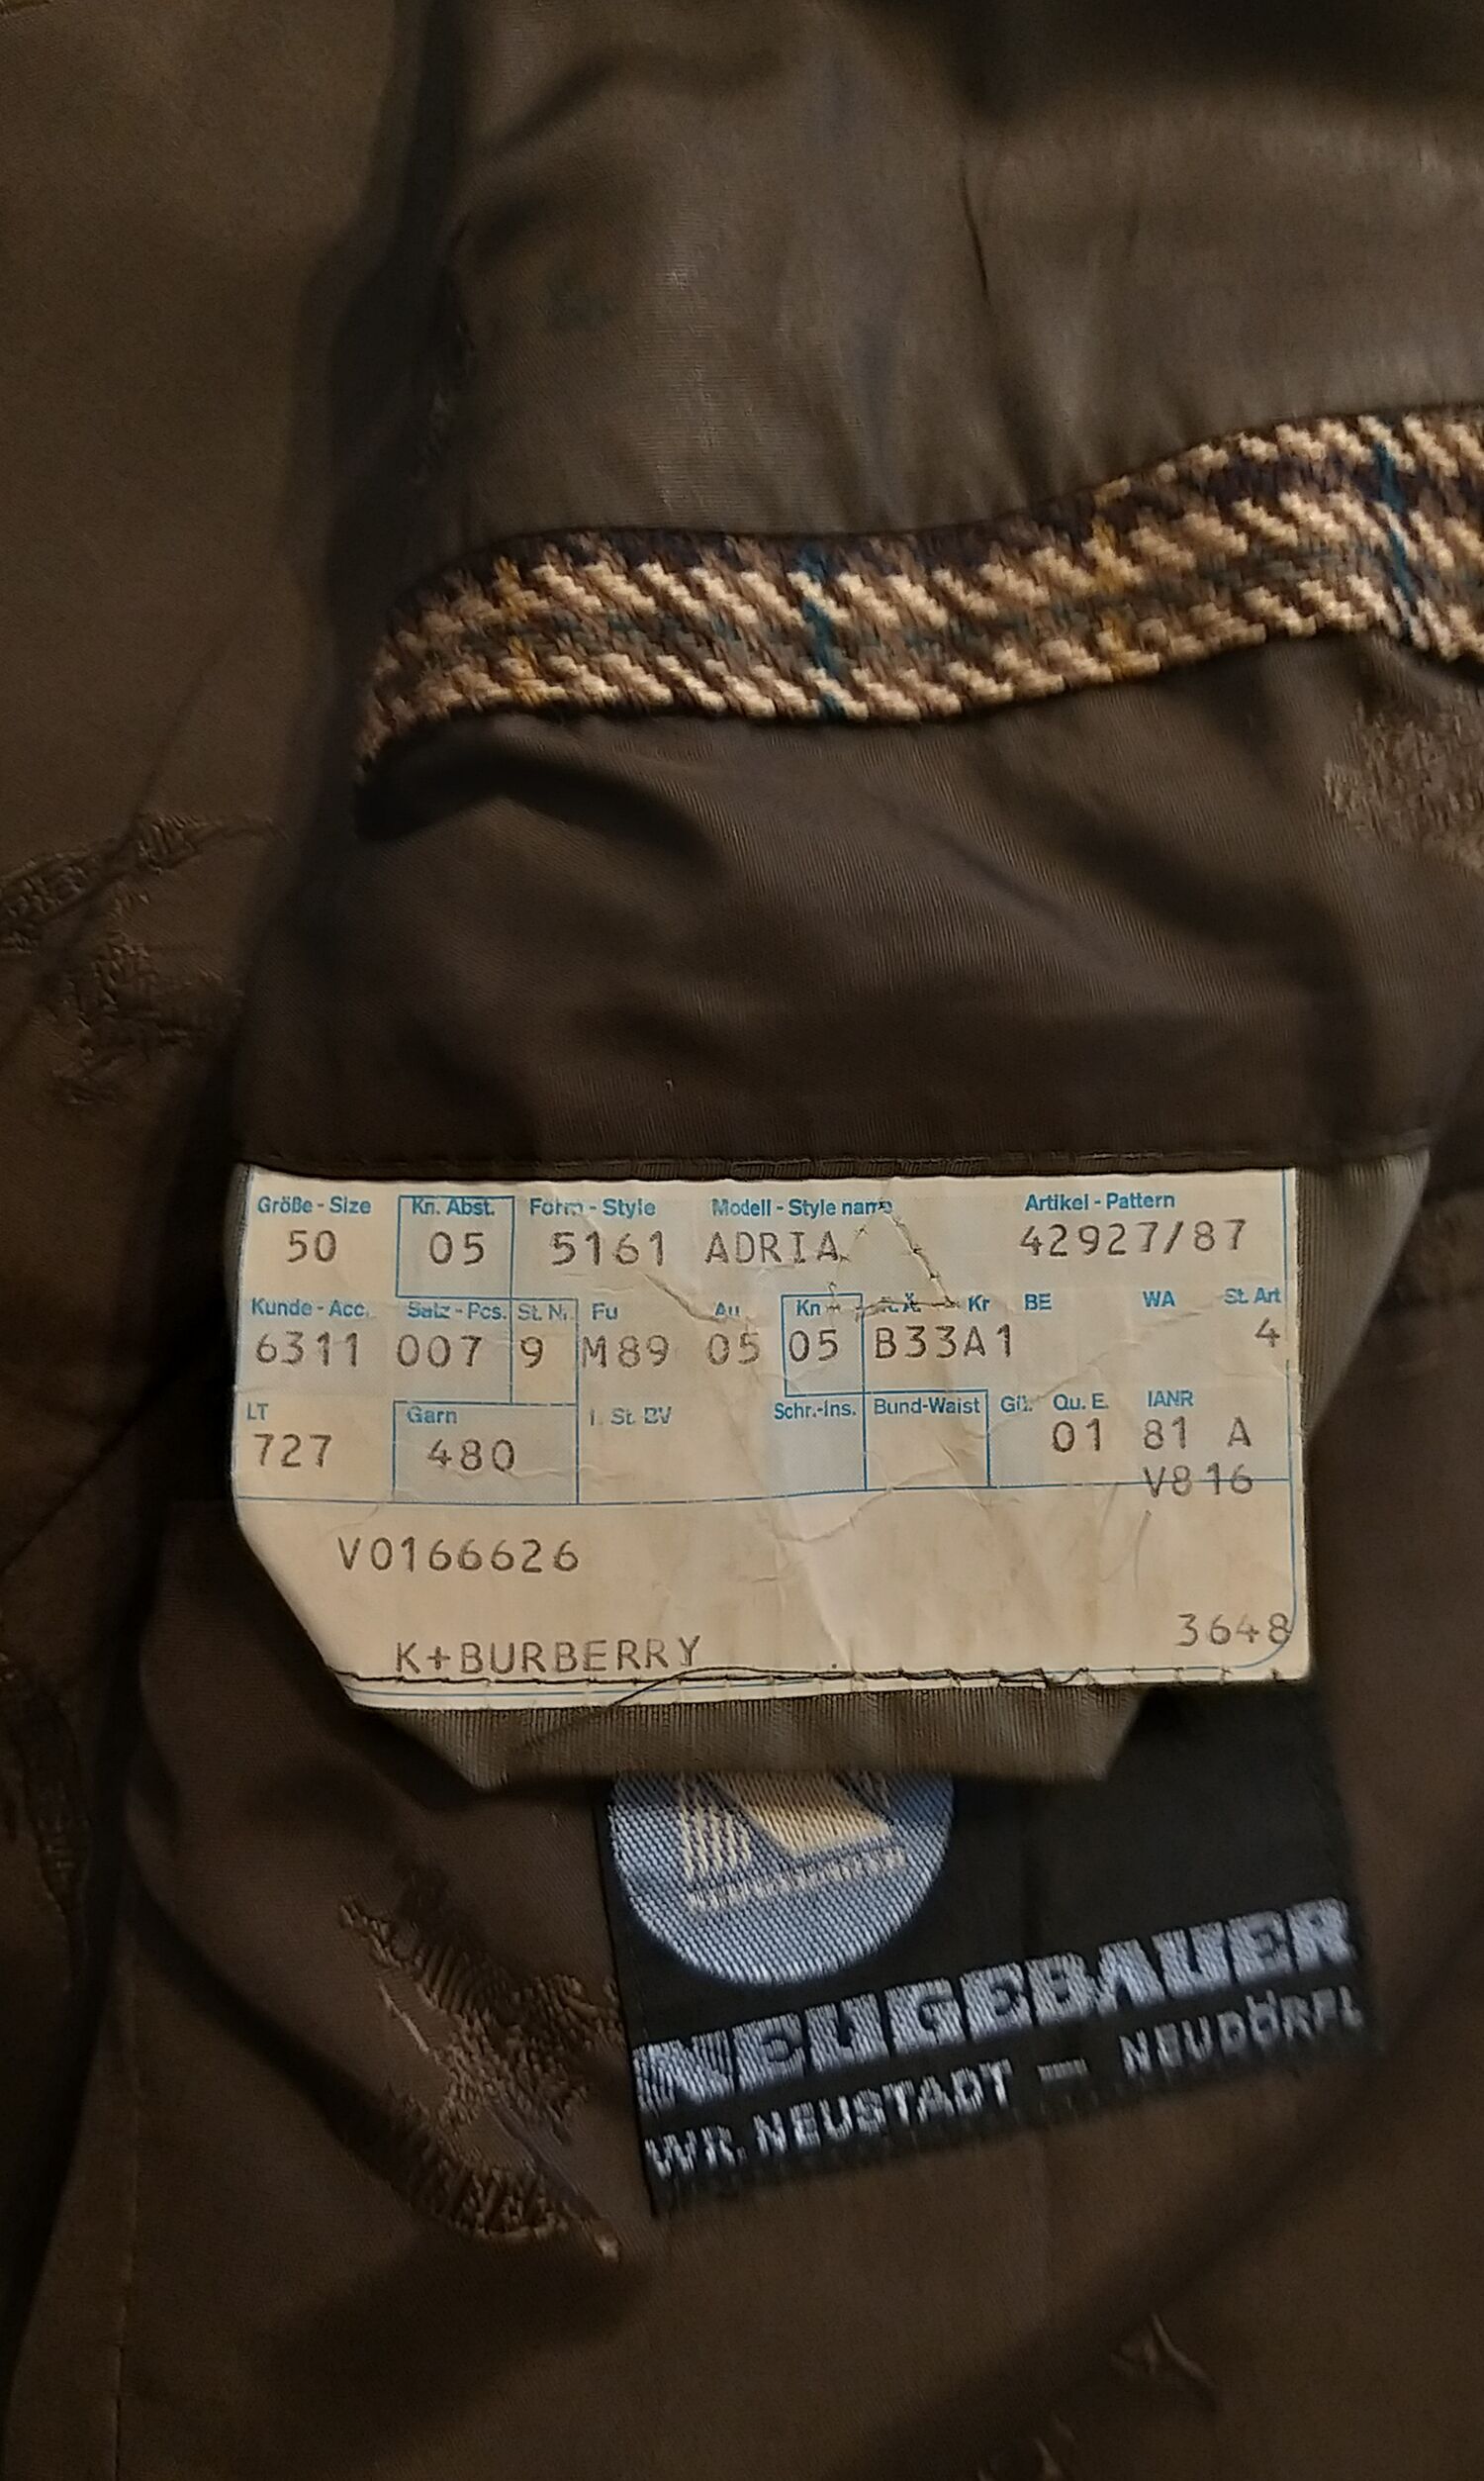 Größe - Size Kn. Abst. Form - Style Modell - Style name Artikel - Pattern
50 05 5161 ADRIA 42927/87
Kunde - Acc. Satz - Pcs. St. N. Fu Au Kn Kr BE WA St. Art
6311 007 9 M89 05 05 B33A1 4
LT Garn I. St. BV Schr.-Ins. Bund-Waist Gil. Qu. E. IANR
727 480 01 81 A
V816
V0166626
3648
K+BURBERRY
NEUGEBAUER
WR. NEUSTADT — NEUDÖRFL